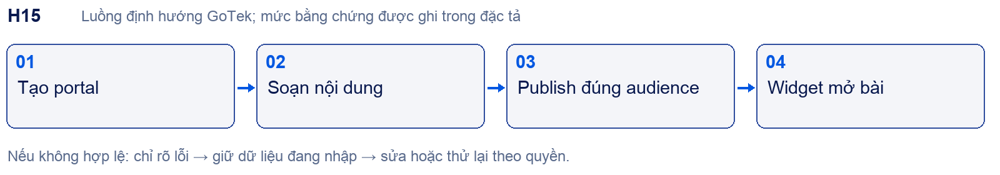 H15 Luồng định hướng GoTek; mức bằng chứng được ghi trong đặc tả
01
Tạo portal
02
Soạn nội dung
03
Publish đúng audience
04
Widget mở bài
Nếu không hợp lệ: chỉ rõ lỗi → giữ dữ liệu đang nhập → sửa hoặc thử lại theo quyền.